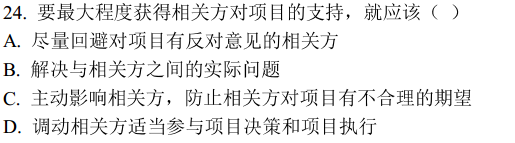 24. 要最大程度获得相关方对项目的支持，就应该（ ）
A. 尽量回避对项目有反对意见的相关方
B. 解决与相关方之间的实际问题
C. 主动影响相关方，防止相关方对项目有不合理的期望
D. 调动相关方适当参与项目决策和项目执行